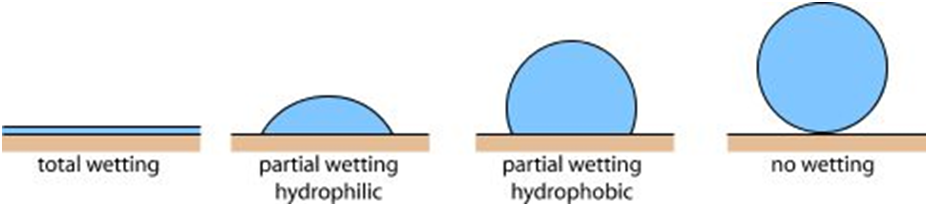 total wetting
partial wetting
hydrophilic
partial wetting
hydrophobic
no wetting